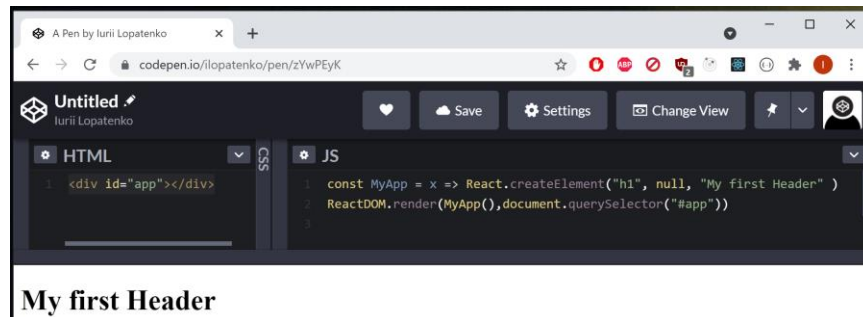 A Pen by Iurii Lopatenko
codepen.io/ilopatenko/pen/zYwPEyK
ABP
2
I
Untitled
Iurii Lopatenko
Save
Settings
Change View
HTML
CSS
JS
1 <div id="app"></div>
1 const MyApp = x => React.createElement("h1", null, "My first Header" )
2 ReactDOM.render(MyApp(),document.querySelector("#app"))
3
My first Header